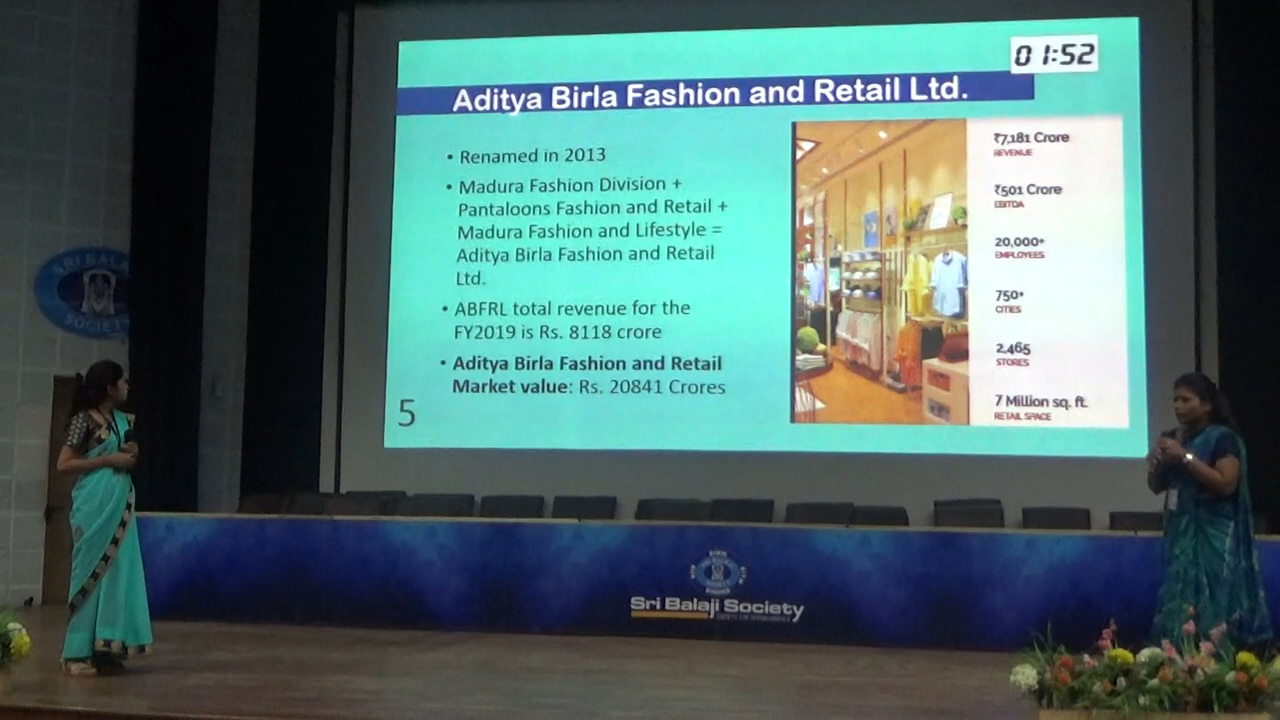 01:52
Aditya Birla Fashion and Retail Ltd.
• Renamed in 2013
• Madura Fashion Division +
Pantaloons Fashion and Retail +
Madura Fashion and Lifestyle =
Aditya Birla Fashion and Retail
Ltd.
• ABFRL total revenue for the
FY2019 is Rs. 8118 crore
• Aditya Birla Fashion and Retail
Market value: Rs. 20841 Crores
5
₹7,181 Crore
REVENUE
₹501 Crore
EBITDA
20,000+
EMPLOYEES
750+
CITIES
2,465
STORES
7 Million sq. ft.
RETAIL SPACE
SRI BALA
SOCIETY
Sri Balaji Society